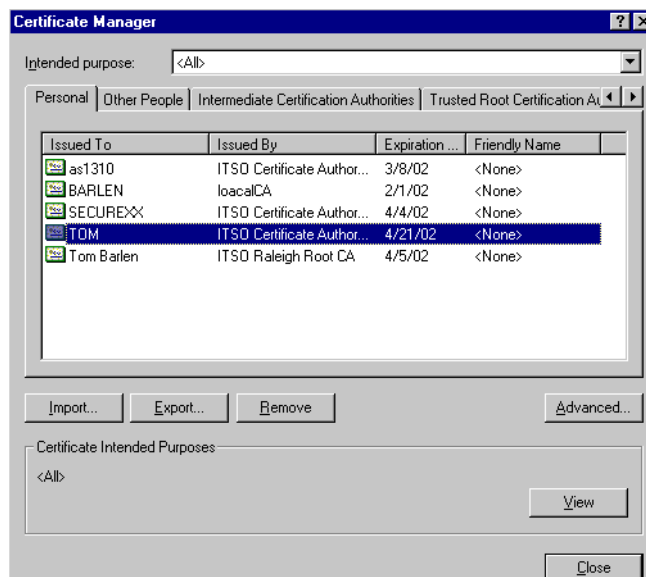 Certificate Manager
Intended purpose: <All>
Personal Other People Intermediate Certification Authorities Trusted Root Certification Au
Issued To Issued By Expiration ... Friendly Name
as1310 ITSO Certificate Author... 3/8/02 <None>
BARLEN loacalCA 2/1/02 <None>
SECUREXX ITSO Certificate Author... 4/4/02 <None>
TOM ITSO Certificate Author... 4/21/02 <None>
Tom Barlen ITSO Raleigh Root CA 4/5/02 <None>
Import... Export... Remove Advanced...
Certificate Intended Purposes
<All>
View
Close